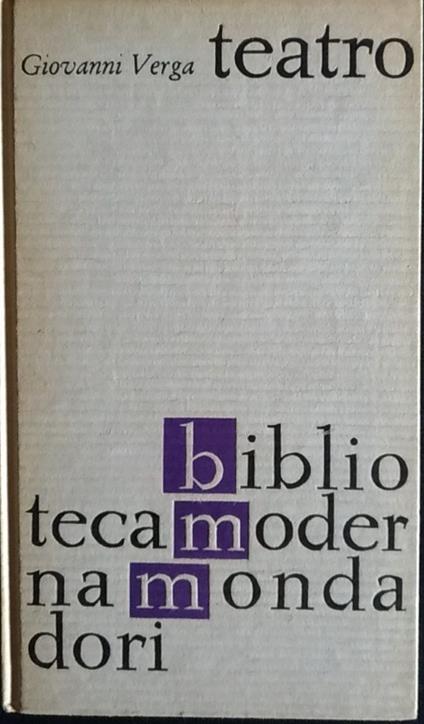 Giovanni Verga teatro
biblio
tecamoder
namonda
dori